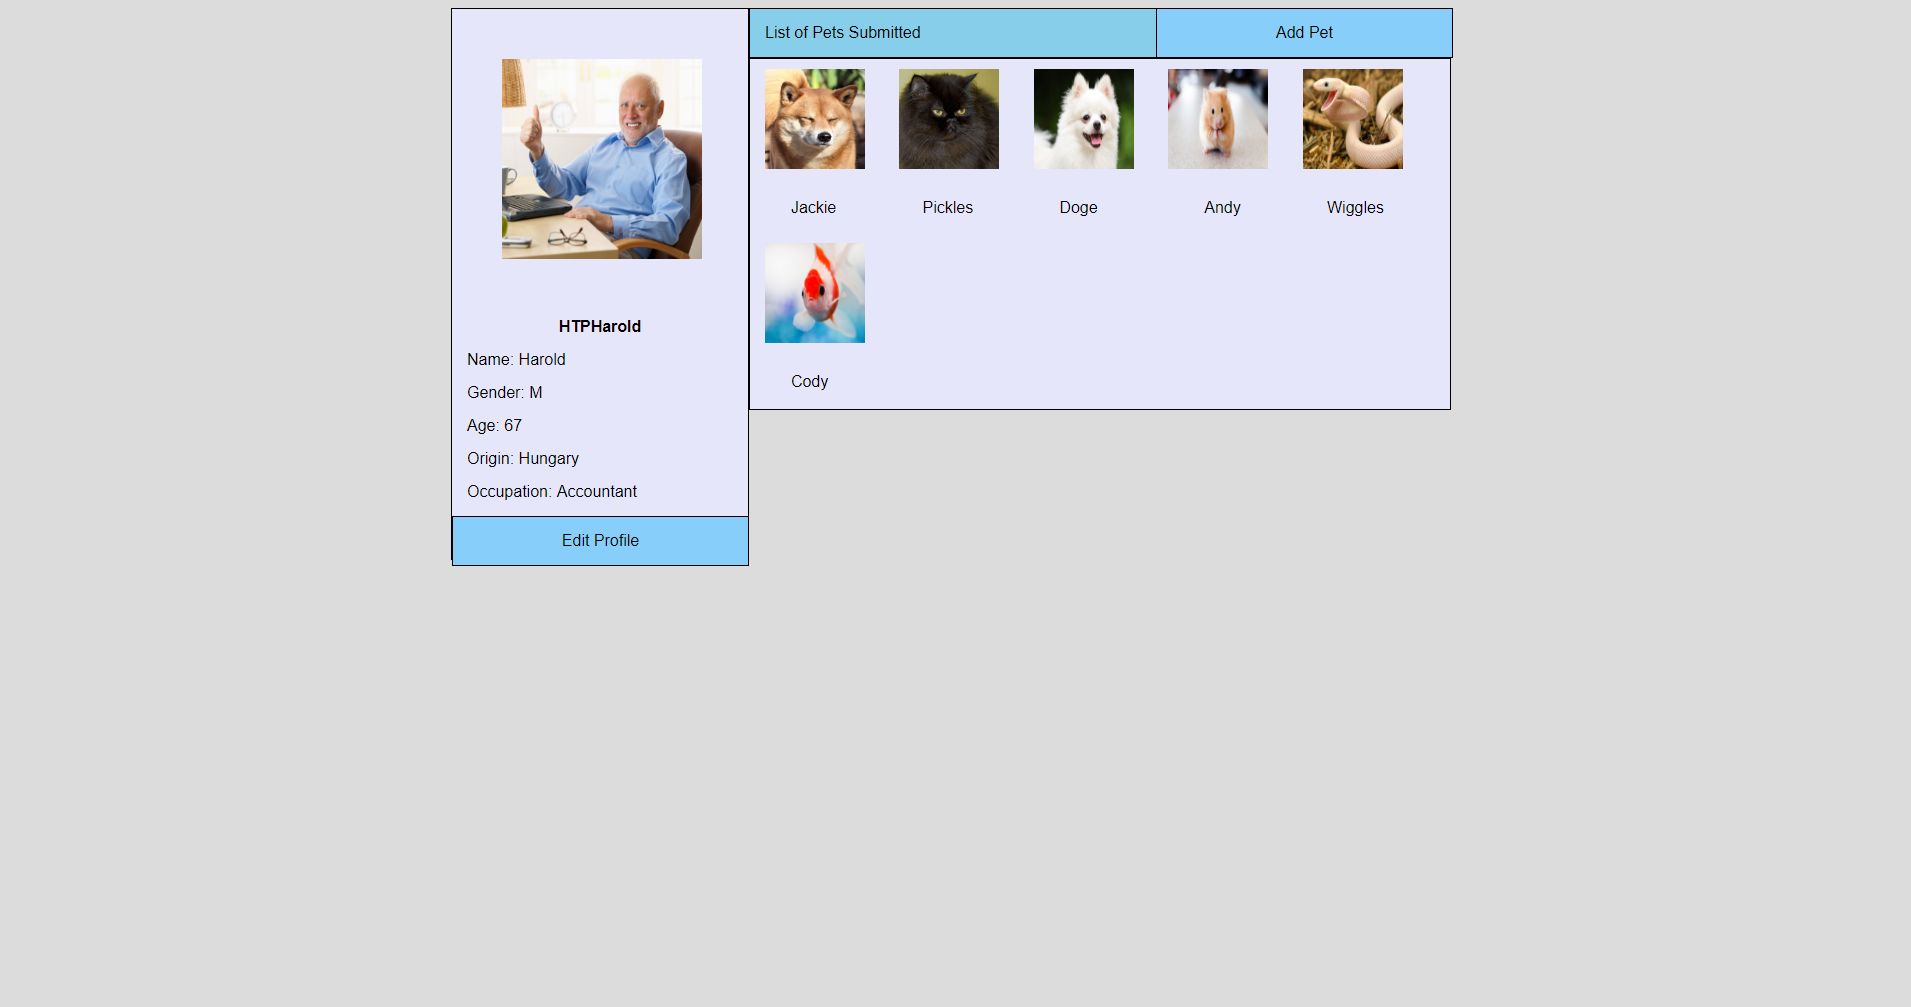 HTPHarold
Name: Harold
Gender: M
Age: 67
Origin: Hungary
Occupation: Accountant
Edit Profile
List of Pets Submitted
Add Pet
Jackie
Pickles
Doge
Andy
Wiggles
Cody